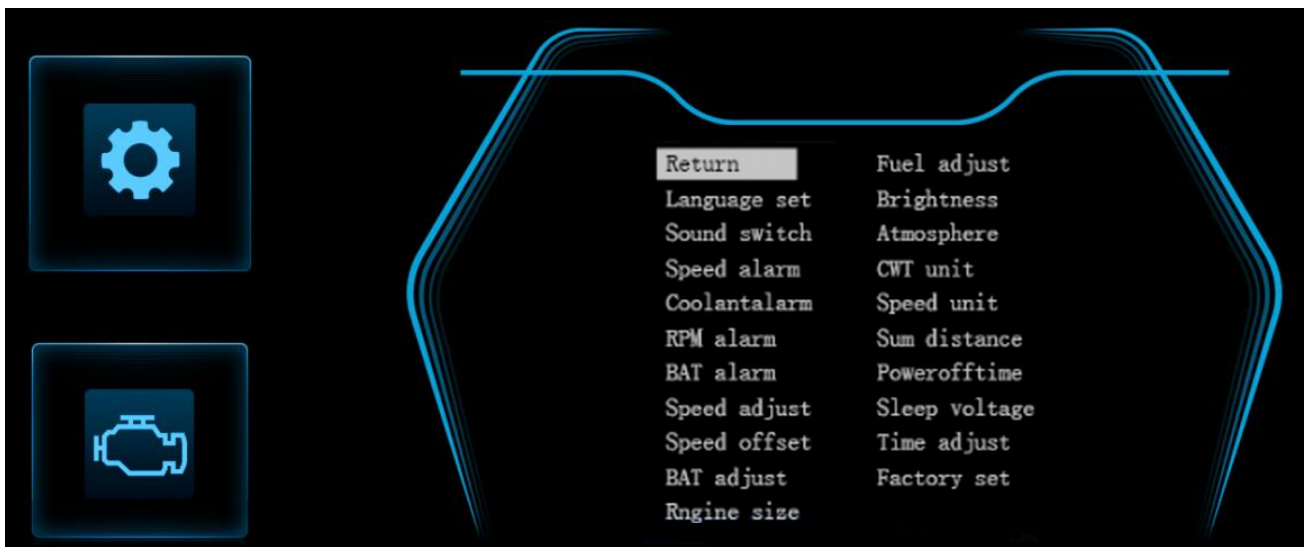 Return
Language set
Sound switch
Speed alarm
Coolantalarm
RPM alarm
BAT alarm
Speed adjust
Speed offset
BAT adjust
Rngine size
Fuel adjust
Brightness
Atmosphere
CWT unit
Speed unit
Sum distance
Powerofftime
Sleep voltage
Time adjust
Factory set